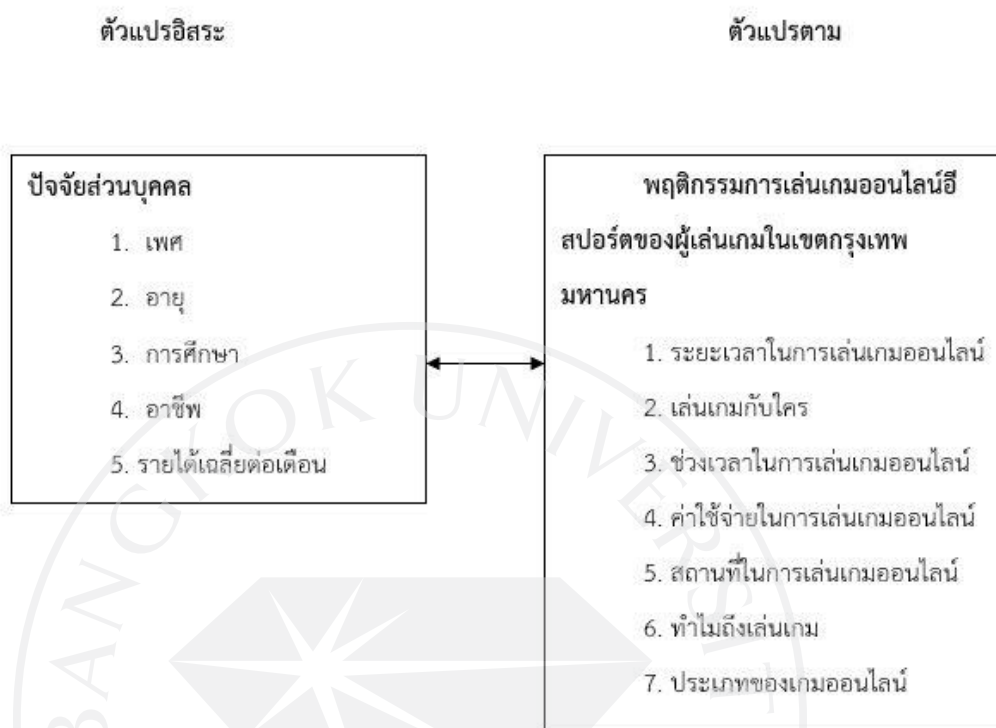 ตัวแปรอิสระ
ตัวแปรตาม
ปัจจัยส่วนบุคคล
1. เพศ
2. อายุ
3. การศึกษา
4. อาชีพ
5. รายได้เฉลี่ยต่อเดือน
พฤติกรรมการเล่นเกมออนไลน์อี
สปอร์ตของผู้เล่นเกมในเขตกรุงเทพ
มหานคร
1. ระยะเวลาในการเล่นเกมออนไลน์
2. เล่นเกมกับใคร
3. ช่วงเวลาในการเล่นเกมออนไลน์
4. ค่าใช้จ่ายในการเล่นเกมออนไลน์
5. สถานที่ในการเล่นเกมออนไลน์
6. ทำไมถึงเล่นเกม
7. ประเภทของเกมออนไลน์
BANGKOK UNIVERSIT